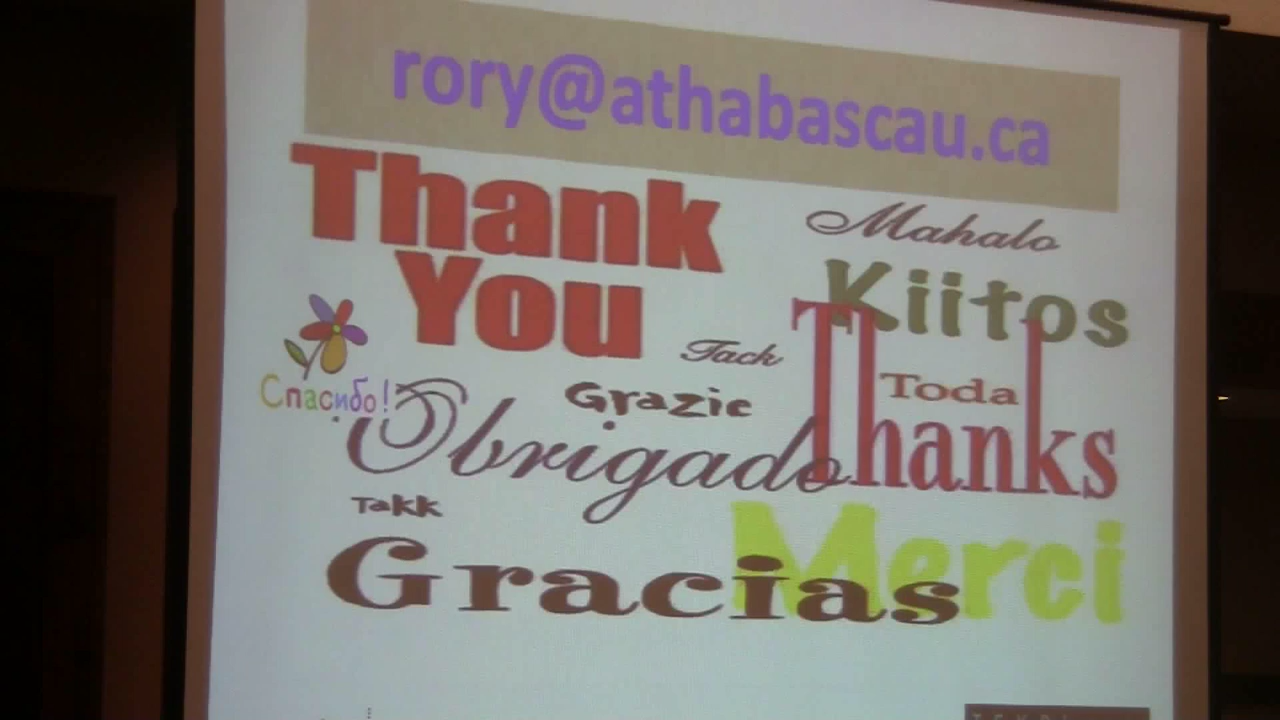 rory@athabascau.ca
Thank
You
Mahalo
Kiitos
Tack
Thanks
Toda
Спасибо!
Grazie
Obrigado
Takk
Merci
Gracias